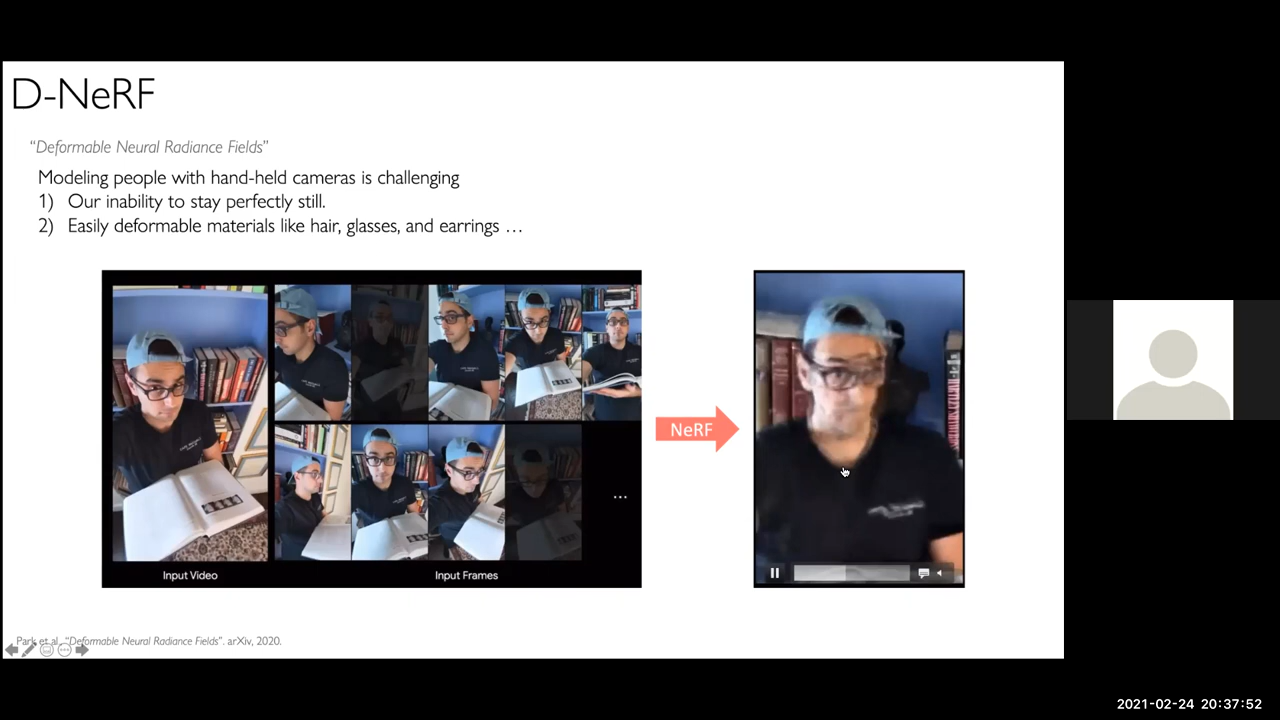 D-NeRF
“Deformable Neural Radiance Fields”
Modeling people with hand-held cameras is challenging
1) Our inability to stay perfectly still.
2) Easily deformable materials like hair, glasses, and earrings …
Input Video
Input Frames
...
NeRF
Park et al. “Deformable Neural Radiance Fields”. arXiv, 2020.
2021-02-24 20:37:52